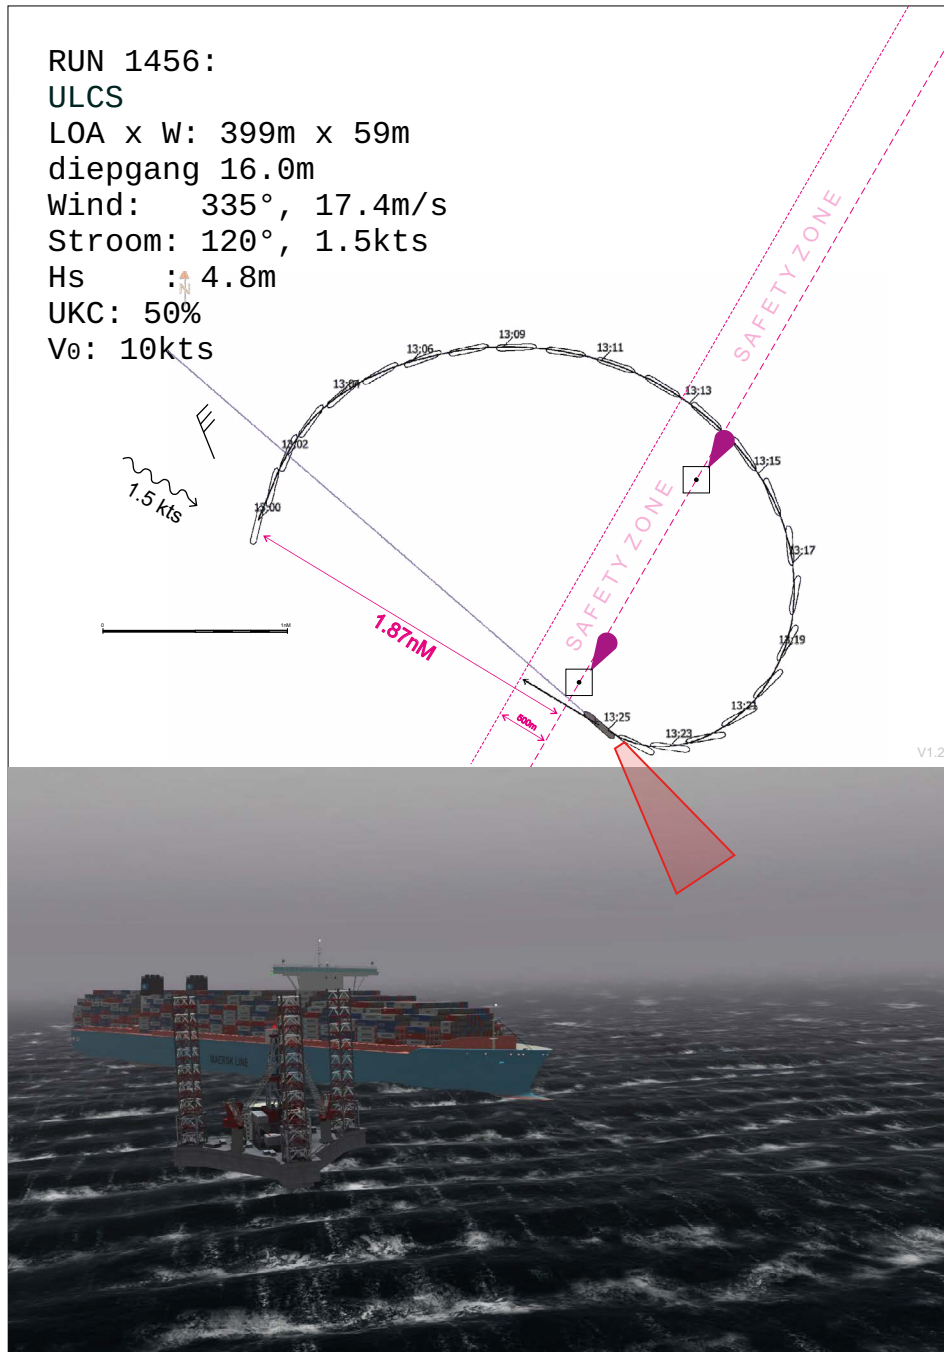 RUN 1456:
ULCS
LOA x W: 399m x 59m
diepgang 16.0m
Wind: 335°, 17.4m/s
Stroom: 120°, 1.5kts
Hs : 4.8m
N
UKC: 50%
V0: 10kts
13:09
13:06
13:11
13:04
13:13
13:02
13:15
13:00
1.5 kts
13:17
13:19
13:21
13:23
13:25
SAFETY ZONE
SAFETY ZONE
0
1nM
1.87nM
500m
V1.2
MAERSK LINE